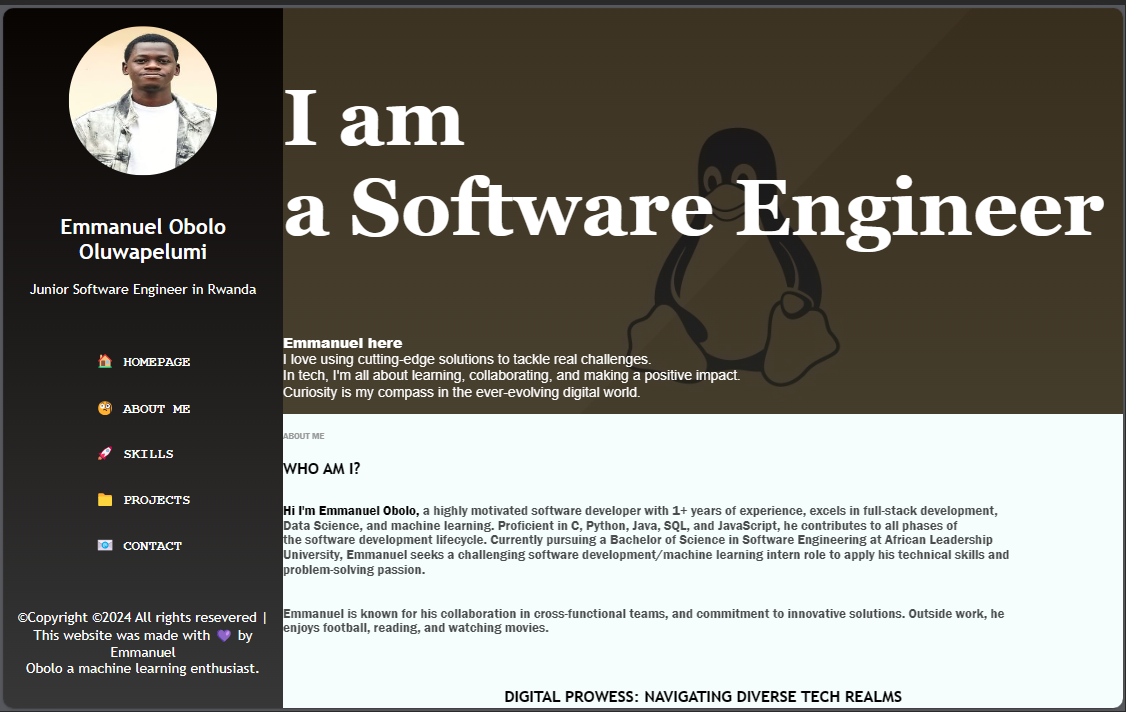 Emmanuel Obolo
Oluwapelumi
Junior Software Engineer in Rwanda
HOMEPAGE
ABOUT ME
SKILLS
PROJECTS
CONTACT
©Copyright ©2024 All rights resevered |
This website was made with 💜 by
Emmanuel
Obolo a machine learning enthusiast.
I am
a Software Engineer
Emmanuel here
I love using cutting-edge solutions to tackle real challenges.
In tech, I'm all about learning, collaborating, and making a positive impact.
Curiosity is my compass in the ever-evolving digital world.
ABOUT ME
WHO AM I?
Hi I'm Emmanuel Obolo, a highly motivated software developer with 1+ years of experience, excels in full-stack development,
Data Science, and machine learning. Proficient in C, Python, Java, SQL, and JavaScript, he contributes to all phases of
the software development lifecycle. Currently pursuing a Bachelor of Science in Software Engineering at African Leadership
University, Emmanuel seeks a challenging software development/machine learning intern role to apply his technical skills and
problem-solving passion.
Emmanuel is known for his collaboration in cross-functional teams, and commitment to innovative solutions. Outside work, he
enjoys football, reading, and watching movies.
DIGITAL PROWESS: NAVIGATING DIVERSE TECH REALMS